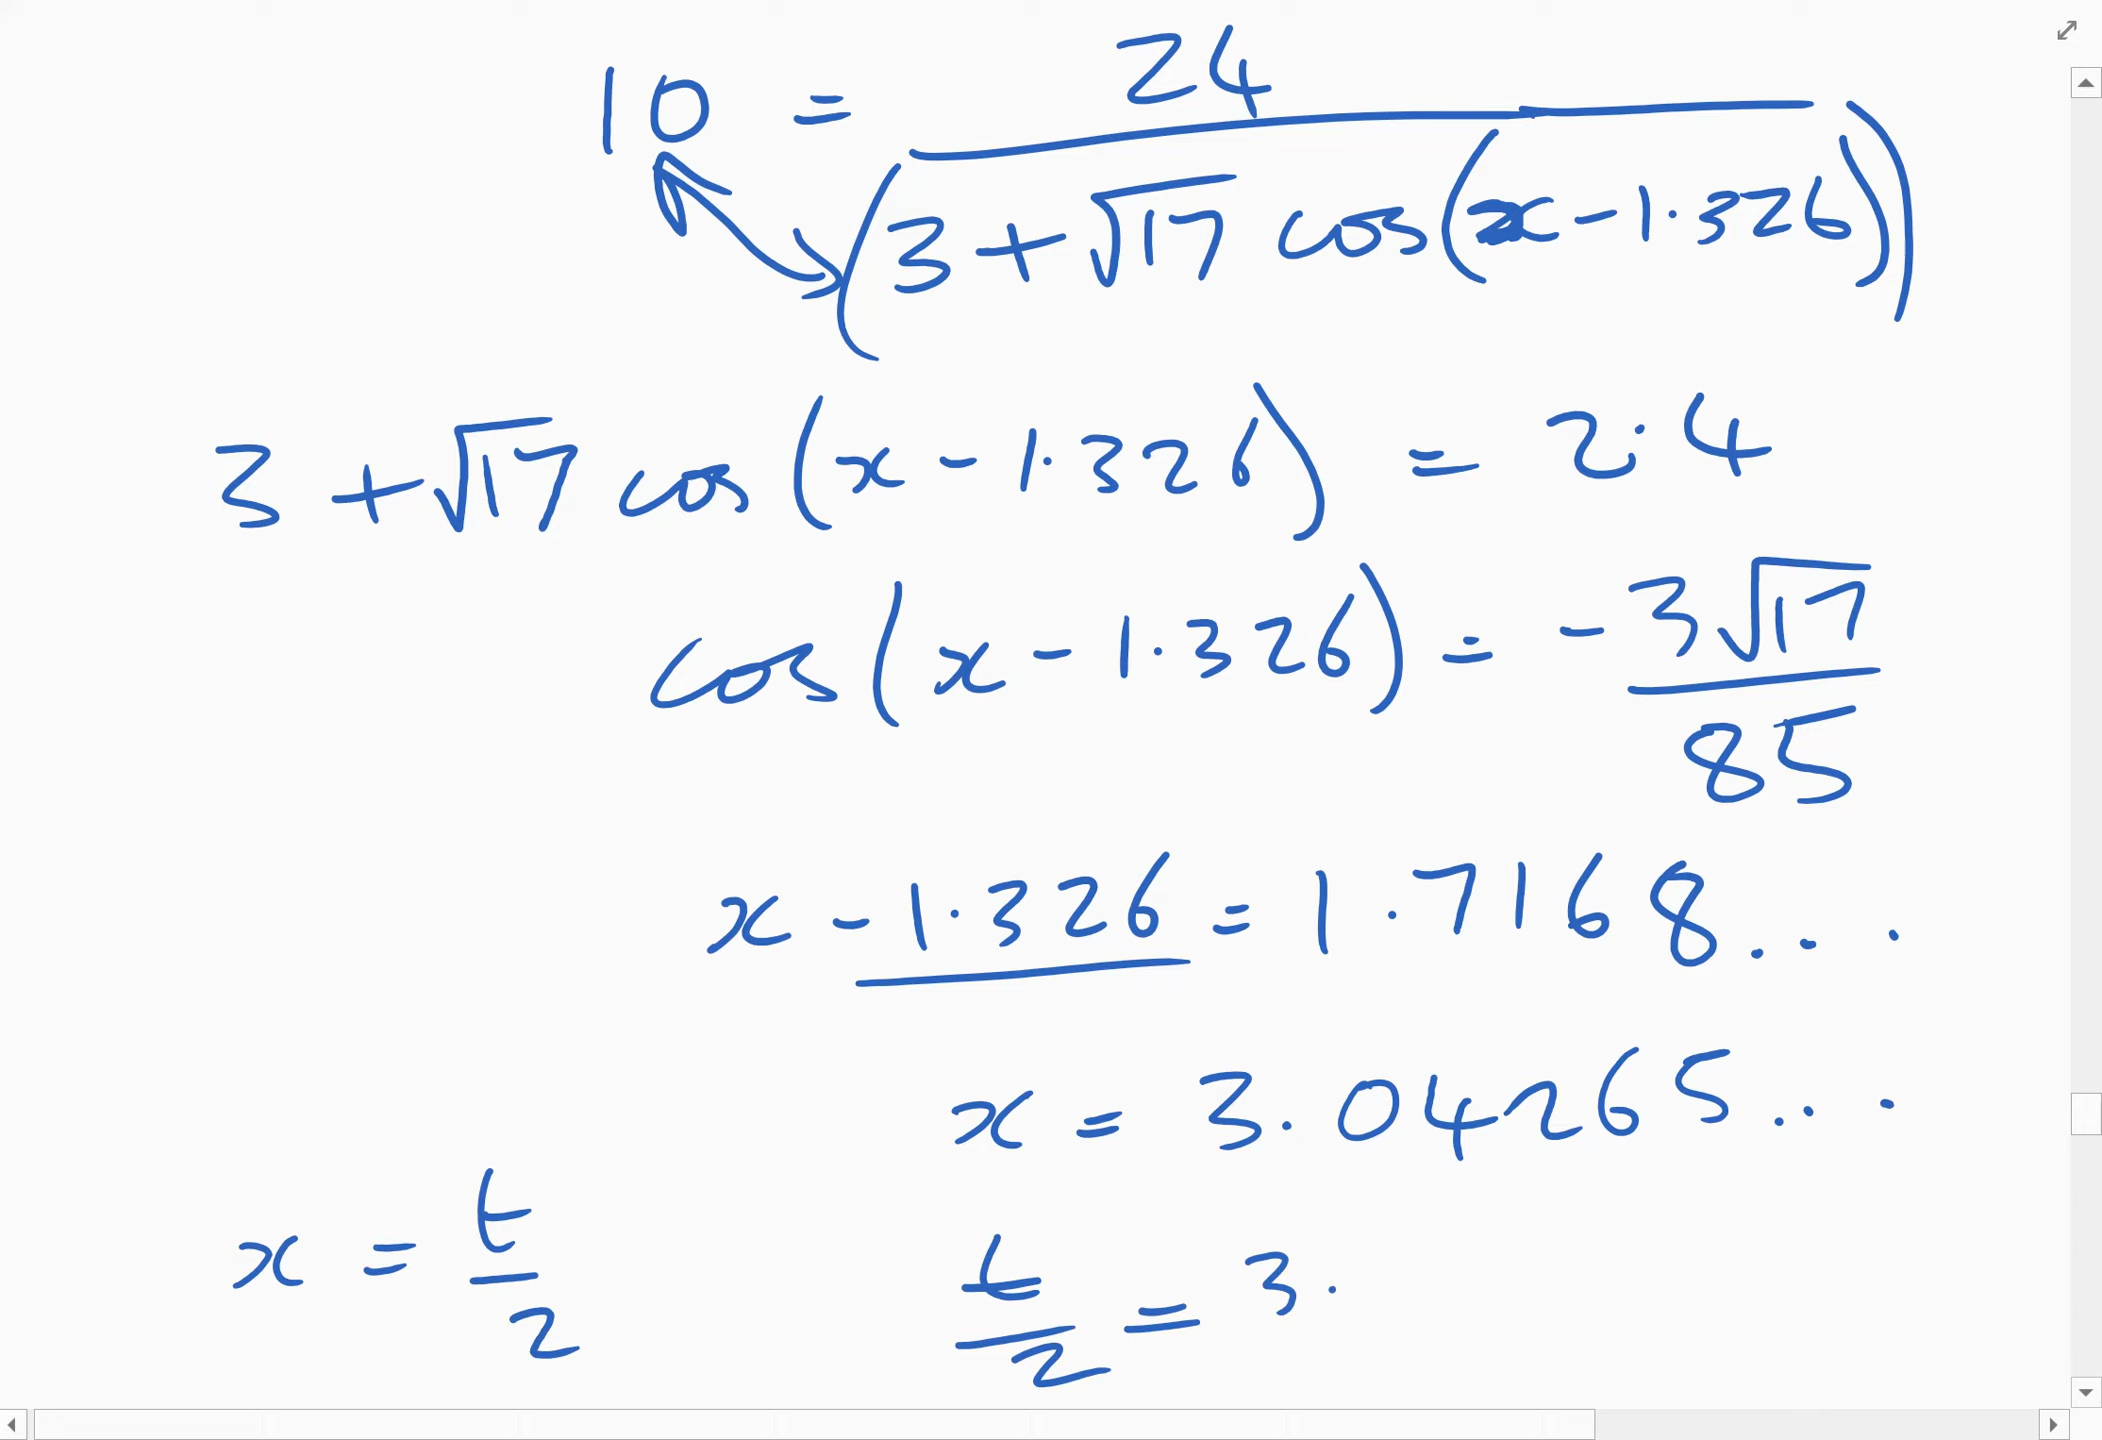 10 = 24 / (3 + √17 cos(x - 1.326))
3 + √17 cos(x - 1.326) = 2.4
cos(x - 1.326) = -3√17 / 85
x - 1.326 = 1.7168...
x = 3.04265...
x = t/2
t/2 = 3.